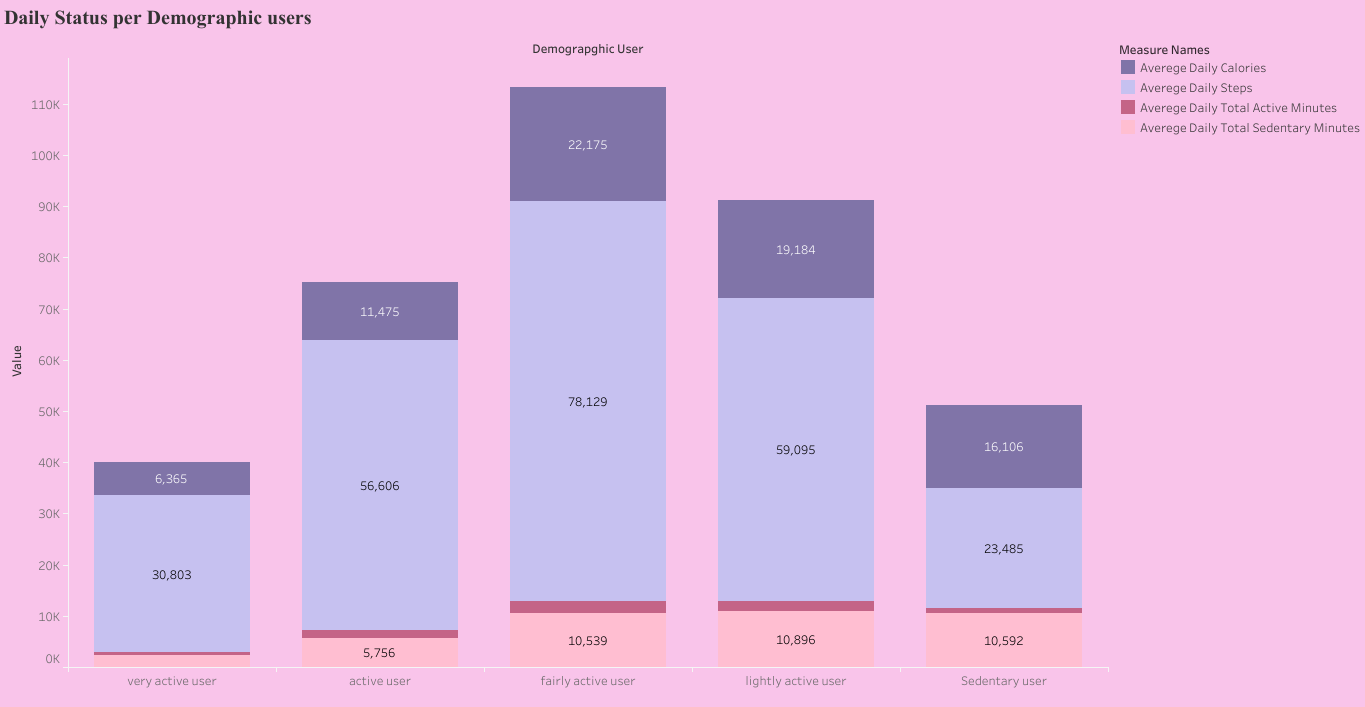 Daily Status per Demographic users
Demograpghic User
Measure Names
Averege Daily Calories
Averege Daily Steps
Averege Daily Total Active Minutes
Averege Daily Total Sedentary Minutes
Value
110K
100K
90K
80K
70K
60K
50K
40K
30K
20K
10K
0K
6,365
30,803
11,475
56,606
5,756
22,175
78,129
10,539
19,184
59,095
10,896
16,106
23,485
10,592
very active user
active user
fairly active user
lightly active user
Sedentary user